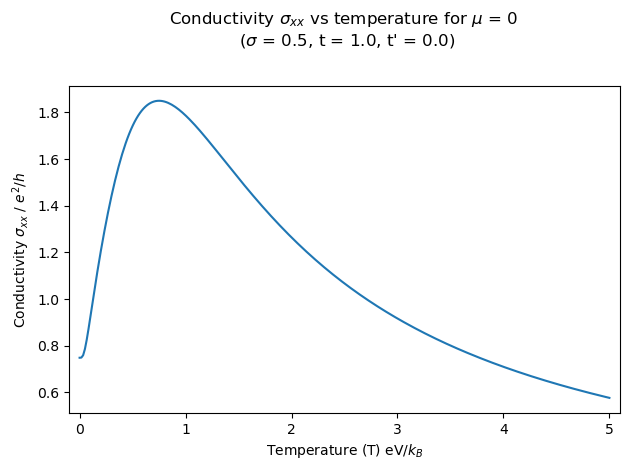 Conductivity σxx vs temperature for μ = 0
(σ = 0.5, t = 1.0, t' = 0.0)
Conductivity σxx / e²/h
1.8
1.6
1.4
1.2
1.0
0.8
0.6
0 1 2 3 4 5
Temperature (T) eV/kB